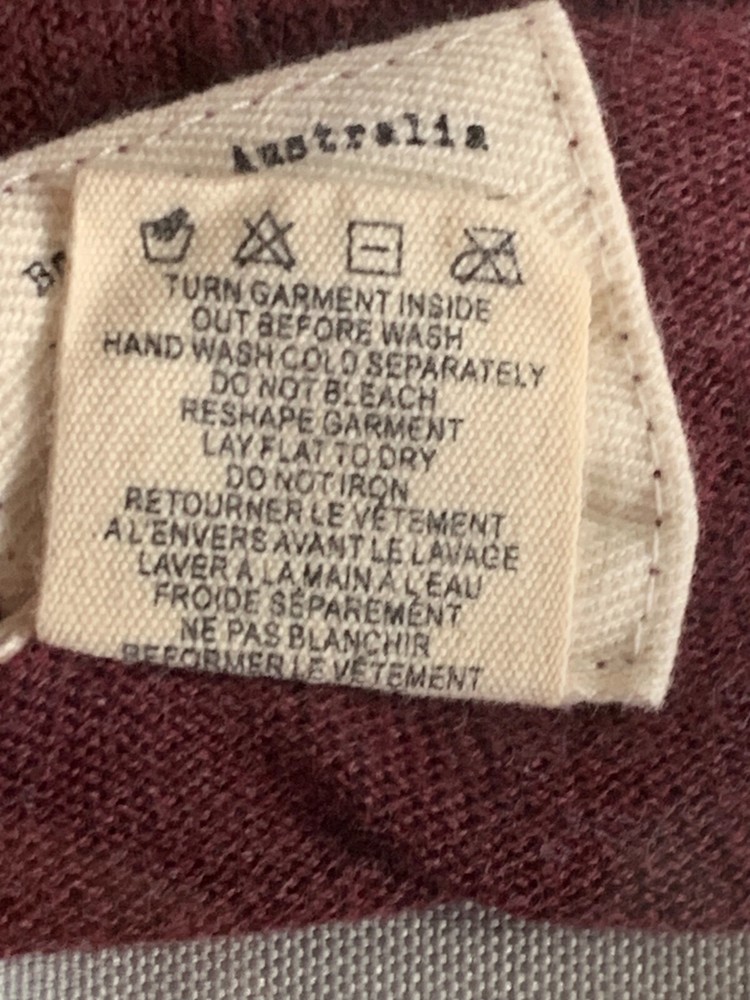 Australia
TURN GARMENT INSIDE
OUT BEFORE WASH
HAND WASH COLD SEPARATELY
DO NOT BLEACH
RESHAPE GARMENT
LAY FLAT TO DRY
DO NOT IRON
RETOURNER LE VÊTEMENT
A L'ENVERS AVANT LE LAVAGE
LAVER À LA MAIN À L'EAU
FROIDE SÉPARÉMENT
NE PAS BLANCHIR
REFORMER LE VÊTEMENT